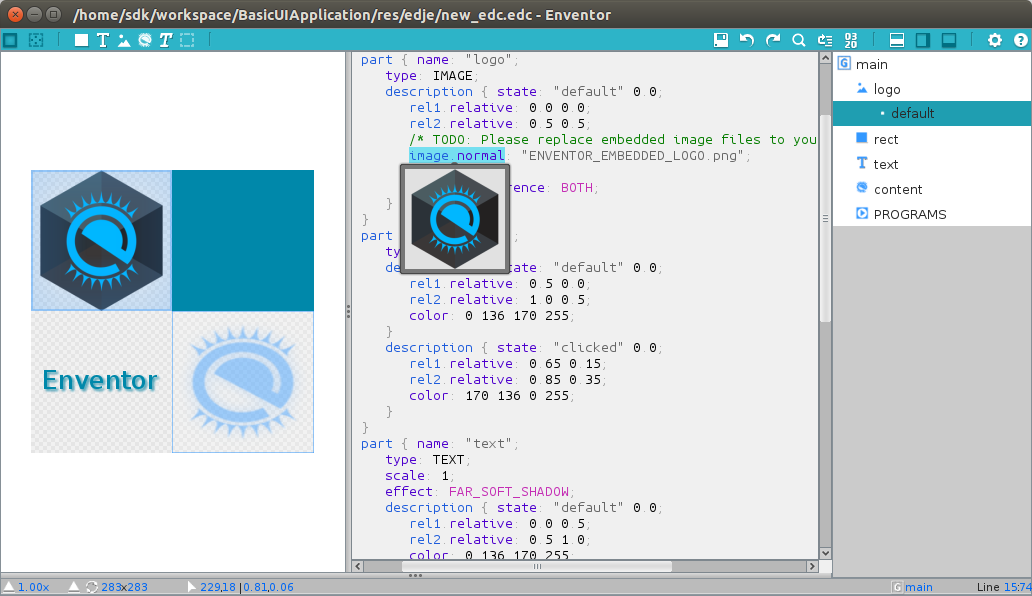 /home/sdk/workspace/BasicUIApplication/res/edje/new_edc.edc - Enventor
03
20
Enventor
part { name: "logo";
type: IMAGE;
description { state: "default" 0.0;
rel1.relative: 0.0 0.0;
rel2.relative: 0.5 0.5;
/* TODO: Please replace embedded image files to you
image.normal: "ENVENTOR_EMBEDDED_LOGO.png";
rence: BOTH;
}
}
part
;
ty
de
tate: "default" 0.0;
rel1.relative: 0.5 0.0;
rel2.relative: 1.0 0.5;
color: 0 136 170 255;
}
description { state: "clicked" 0.0;
rel1.relative: 0.65 0.15;
rel2.relative: 0.85 0.35;
color: 170 136 0 255;
}
}
part { name: "text";
type: TEXT;
scale: 1;
effect: FAR_SOFT_SHADOW;
description { state: "default" 0.0;
rel1.relative: 0.0 0.5;
rel2.relative: 0.5 1.0;
color: 0 136 170 255;
G main
logo
default
rect
T text
content
PROGRAMS
1.00x
283x283
229,18 |0.81,0.06
G main
Line 15:74